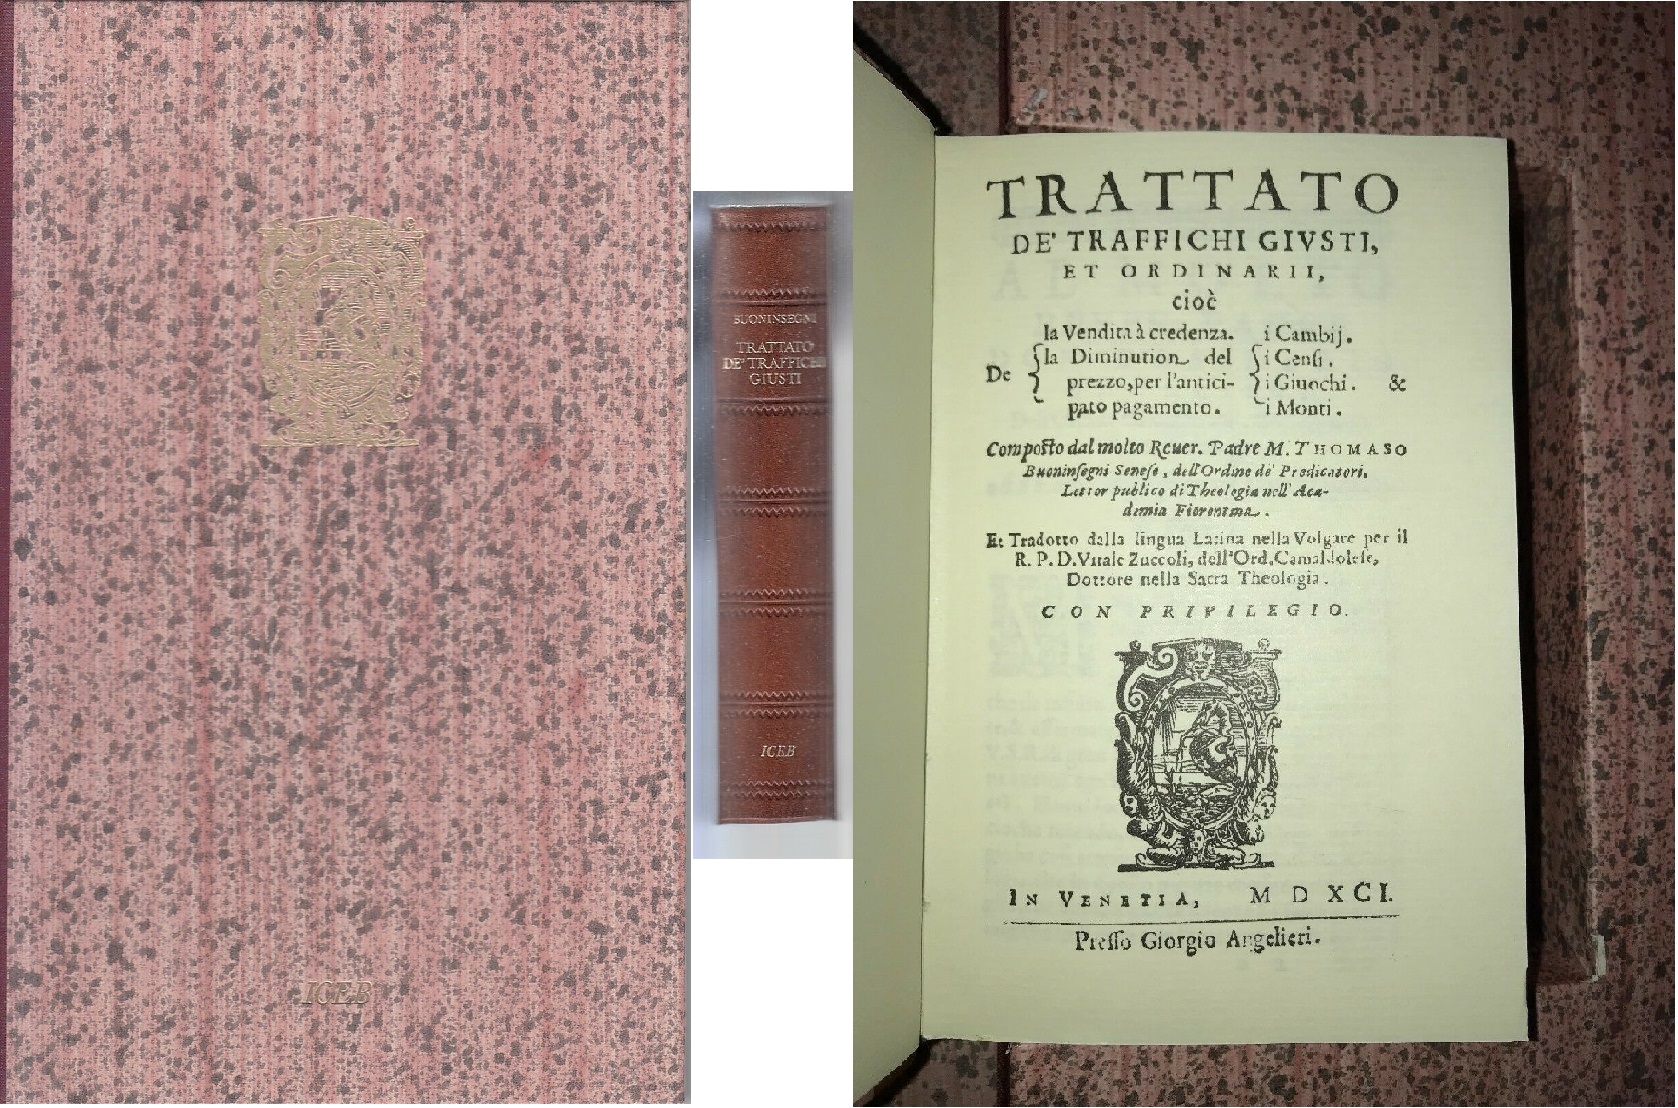 ICEB
BUONINSEGNI
TRATTATO
DE' TRAFFICHI
GIUSTI
ICEB
TRATTATO
DE' TRAFFICHI GIVSTI,
ET ORDINARII,
cioè
la Vendita à credenza. i Cambij.
De la Diminution del i Censi.
prezzo, per l'antici- i Giuochi. &
pato pagamento. i Monti.
Composto dal molto Reuer. Padre M. THOMASO
Buoninsegni Senese, dell'Ordine de' Predicatori,
Lettor publico di Theologia nell' Aca-
demia Fiorentina.
Et Tradotto dalla lingua Latina nella Volgare per il
R. P. D. Vitale Zuccoli, dell'Ord. Camaldolese,
Dottore nella Sacra Theologia.
CON PRIVILEGIO.
IN VENETIA, M D XCI.
Presso Giorgio Angelieri.